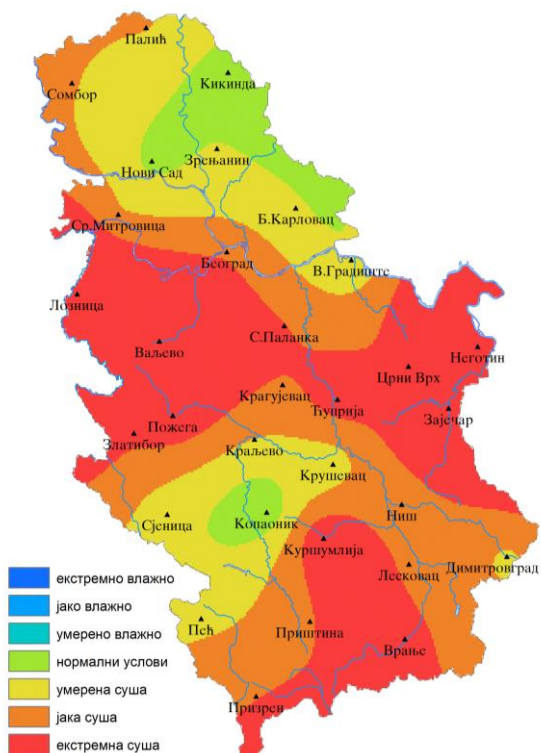 Палић
Кикинда
Сомбор
Зрењанин
Нови Сад
Б.Карловац
Ср.Митровица
Београд
В.Градиште
Лозница
С.Паланка
Ваљево
Неготин
Црни Врх
Крагујевац
Ћуприја
Зајечар
Пожега
Златибор
Краљево
Крушевац
Сјеница
Копаоник
Ниш
Куршумлија
Димитровград
Лесковац
Пећ
Приштина
Врање
Призрен
екстремно влажно
јако влажно
умерено влажно
нормални услови
умерена суша
јака суша
екстремна суша